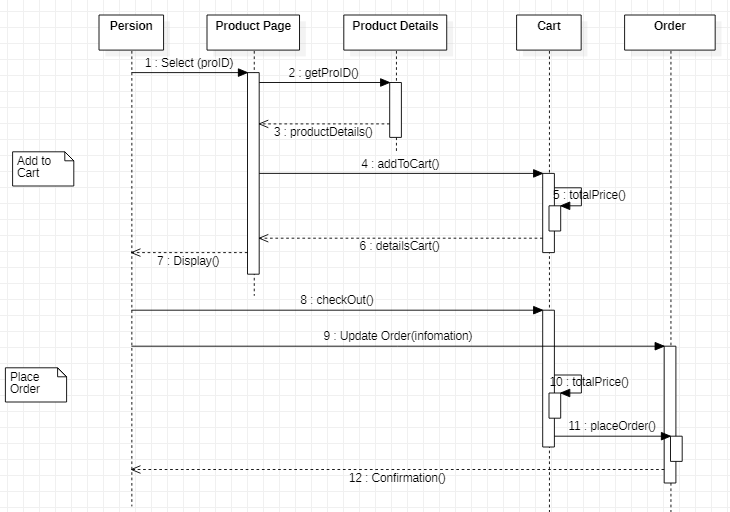 Persion
Product Page
Product Details
Cart
Order
1 : Select (proID)
2 : getProID()
3 : productDetails()
Add to
Cart
4 : addToCart()
5 : totalPrice()
6 : detailsCart()
7 : Display()
8 : checkOut()
9 : Update Order(infomation)
Place
Order
10 : totalPrice()
11 : placeOrder()
12 : Confirmation()